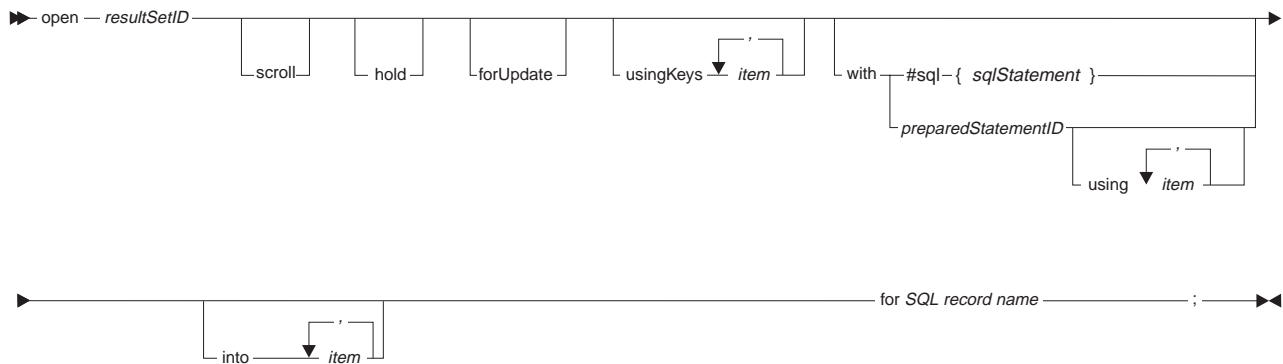 open resultSetID
scroll
hold
forUpdate
usingKeys item ,
with #sql { sqlStatement }
preparedStatementID
using item ,
into item ,
for SQL record name ;